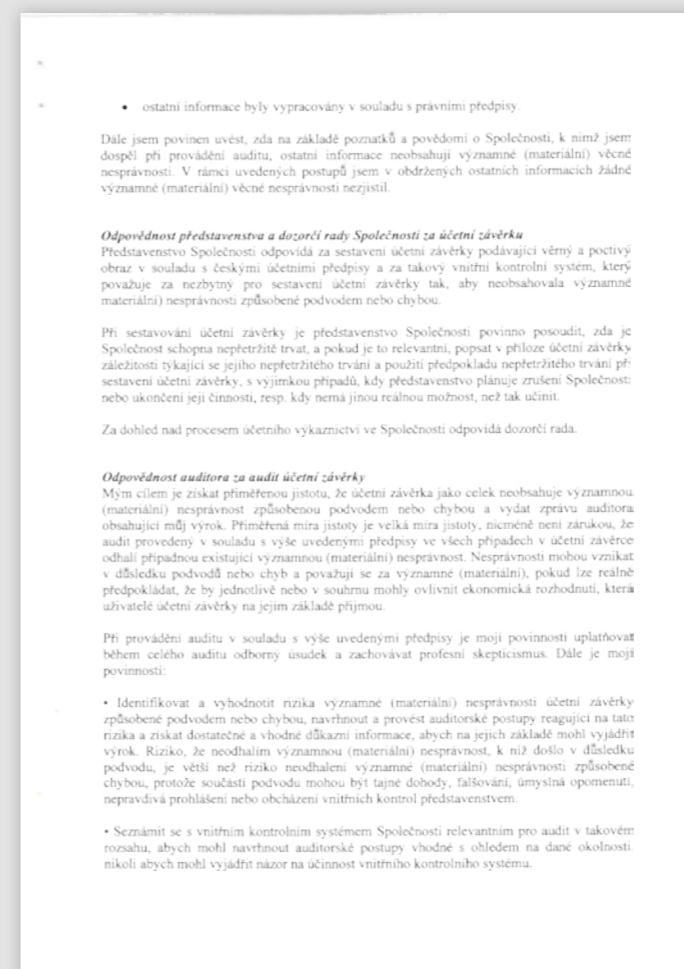 • ostatní informace byly vypracovány v souladu s právními předpisy.
Dále jsem povinen uvést, zda na základě poznatků a povědomí o Společnosti, k nimž jsem
dospěl při provádění auditu, ostatní informace neobsahují významné (materiální) věcné
nesprávnosti. V rámci uvedených postupů jsem v obdržených ostatních informacích žádné
významné (materiální) věcné nesprávnosti nezjistil.
Odpovědnost představenstva a dozorčí rady Společnosti za účetní závěrku
Představenstvo Společnosti odpovídá za sestavení účetní závěrky podávající věrný a poctivý
obraz v souladu s českými účetními předpisy a za takový vnitřní kontrolní systém, který
považuje za nezbytný pro sestavení účetní závěrky tak, aby neobsahovala významné
materiální) nesprávnosti způsobené podvodem nebo chybou.
Při sestavování účetní závěrky je představenstvo Společnosti povinno posoudit, zda je
Společnost schopna nepřetržitě trvat, a pokud je to relevantní, popsat v příloze účetní závěrky
záležitosti týkající se jejího nepřetržitého trvání a použití předpokladu nepřetržitého trvání při
sestavení účetní závěrky, s výjimkou případů, kdy představenstvo plánuje zrušení Společnosti
nebo ukončení její činnosti, resp. kdy nemá jinou reálnou možnost, než tak učinit.
Za dohled nad procesem účetního výkaznictví ve Společnosti odpovídá dozorčí rada.
Odpovědnost auditora za audit účetní závěrky
Mým cílem je získat přiměřenou jistotu, že účetní závěrka jako celek neobsahuje významnou
(materiální) nesprávnost způsobenou podvodem nebo chybou a vydat zprávu auditora
obsahující můj výrok. Přiměřená míra jistoty je velká míra jistoty, nicméně není zárukou, že
audit provedený v souladu s výše uvedenými předpisy ve všech případech v účetní závěrce
odhalí případnou existující významnou (materiální) nesprávnost. Nesprávnosti mohou vznikat
v důsledku podvodů nebo chyb a považují se za významné (materiální), pokud lze reálně
předpokládat, že by jednotlivě nebo v souhrnu mohly ovlivnit ekonomická rozhodnutí, která
uživatelé účetní závěrky na jejím základě přijmou.
Při provádění auditu v souladu s výše uvedenými předpisy je mojí povinností uplatňovat
během celého auditu odborný úsudek a zachovávat profesní skepticismus. Dále je mojí
povinností:
• Identifikovat a vyhodnotit rizika významné (materiální) nesprávnosti účetní závěrky
způsobené podvodem nebo chybou, navrhnout a provést auditorské postupy reagující na tato
rizika a získat dostatečné a vhodné důkazní informace, abych na jejich základě mohl vyjádřit
výrok. Riziko, že neodhalím významnou (materiální) nesprávnost, k níž došlo v důsledku
podvodu, je větší než riziko neodhalení významné (materiální) nesprávnosti způsobené
chybou, protože součástí podvodu mohou být tajné dohody, falšování, úmyslná opomenutí,
nepravdivá prohlášení nebo obcházení vnitřních kontrol představenstvem.
• Seznámit se s vnitřním kontrolním systémem Společnosti relevantním pro audit v takovém
rozsahu, abych mohl navrhnout auditorské postupy vhodné s ohledem na dané okolnosti
nikoli abych mohl vyjádřit názor na účinnost vnitřního kontrolního systému.